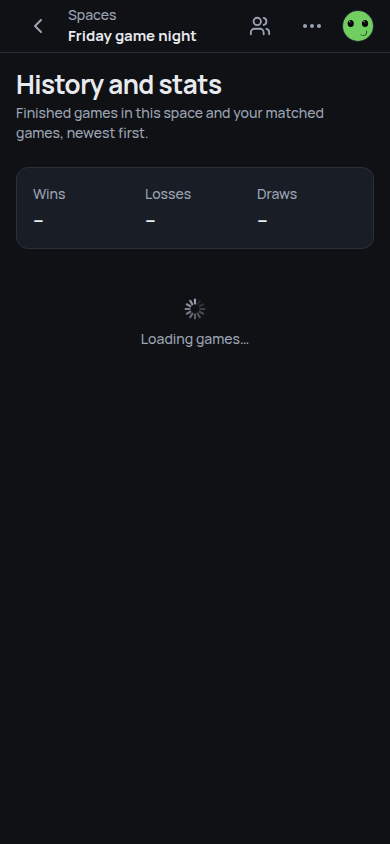 Spaces
Friday game night
History and stats
Finished games in this space and your matched
games, newest first.
Wins
Losses
Draws
–
–
–
Loading games…